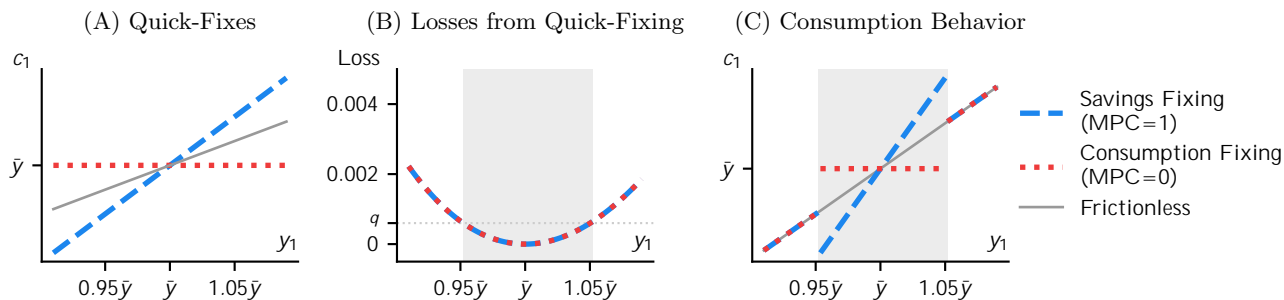 (A) Quick-Fixes
c₁
ȳ
y₁
0.95ȳ
ȳ
1.05ȳ
(B) Losses from Quick-Fixing
Loss
0.004
0.002
q
0
y₁
0.95ȳ
ȳ
1.05ȳ
(C) Consumption Behavior
c₁
ȳ
y₁
0.95ȳ
ȳ
1.05ȳ
Savings Fixing
(MPC=1)
Consumption Fixing
(MPC=0)
Frictionless